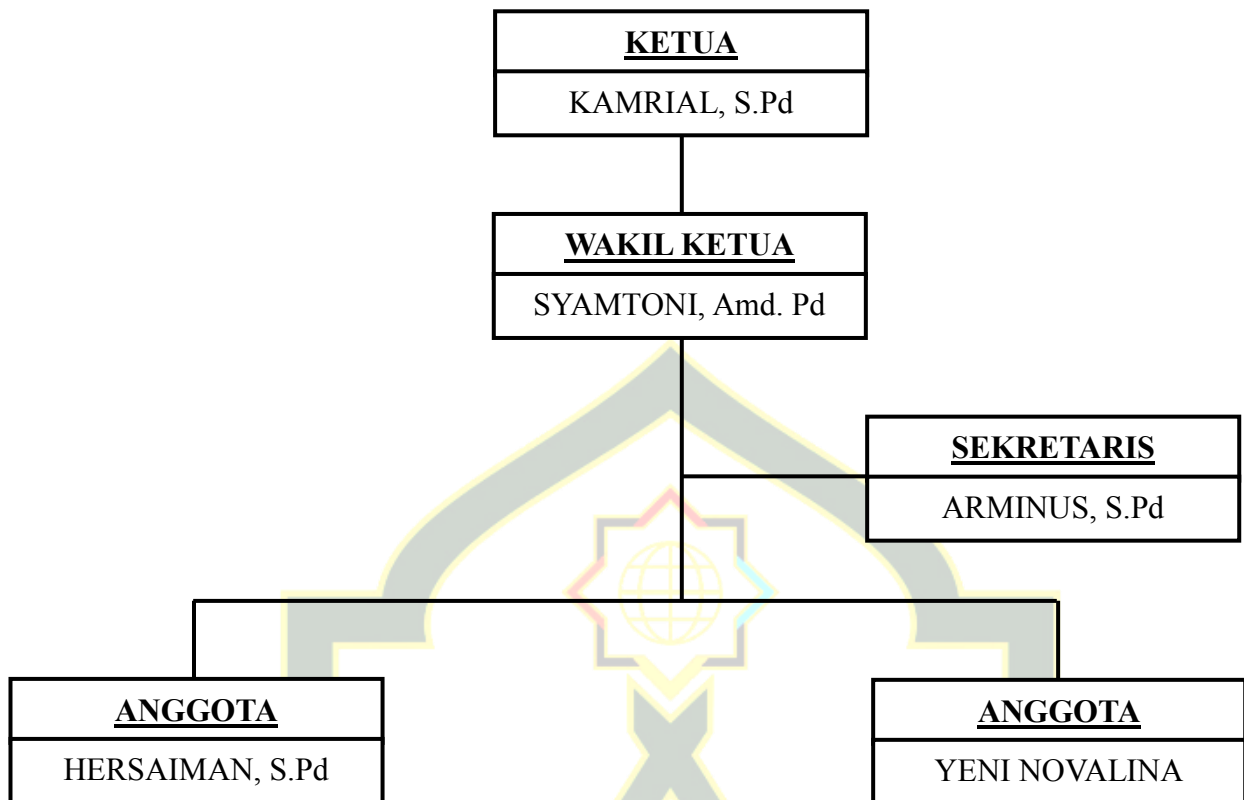 KETUA
KAMRIAL, S.Pd
WAKIL KETUA
SYAMTONI, Amd. Pd
SEKRETARIS
ARMINUS, S.Pd
ANGGOTA
HERSAIMAN, S.Pd
ANGGOTA
YENI NOVALINA